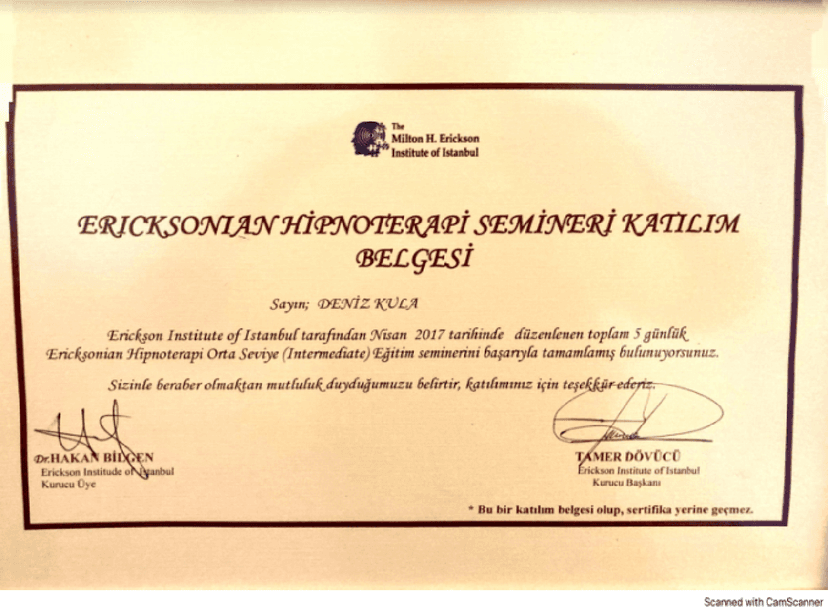 The
Milton H. Erickson
Institute of Istanbul
ERICKSONIAN HİPNOTERAPİ SEMİNERİ KATILIM
BELGESİ
Sayın; DENİZ KULA
Erickson Institute of Istanbul tarafından Nisan 2017 tarihinde düzenlenen toplam 5 günlük
Ericksonian Hipnoterapi Orta Seviye (Intermediate) Eğitim seminerini başarıyla tamamlamış bulunuyorsunuz.
Sizinle beraber olmaktan mutluluk duyduğumuzu belirtir, katılımınız için teşekkür ederiz.
Dr.HAKAN BİLGEN
Erickson Institude of Istanbul
Kurucu Üye
TAMER DÖVÜCÜ
Erickson Institute of Istanbul
Kurucu Başkanı
* Bu bir katılım belgesi olup, sertifika yerine geçmez.
Scanned with CamScanner